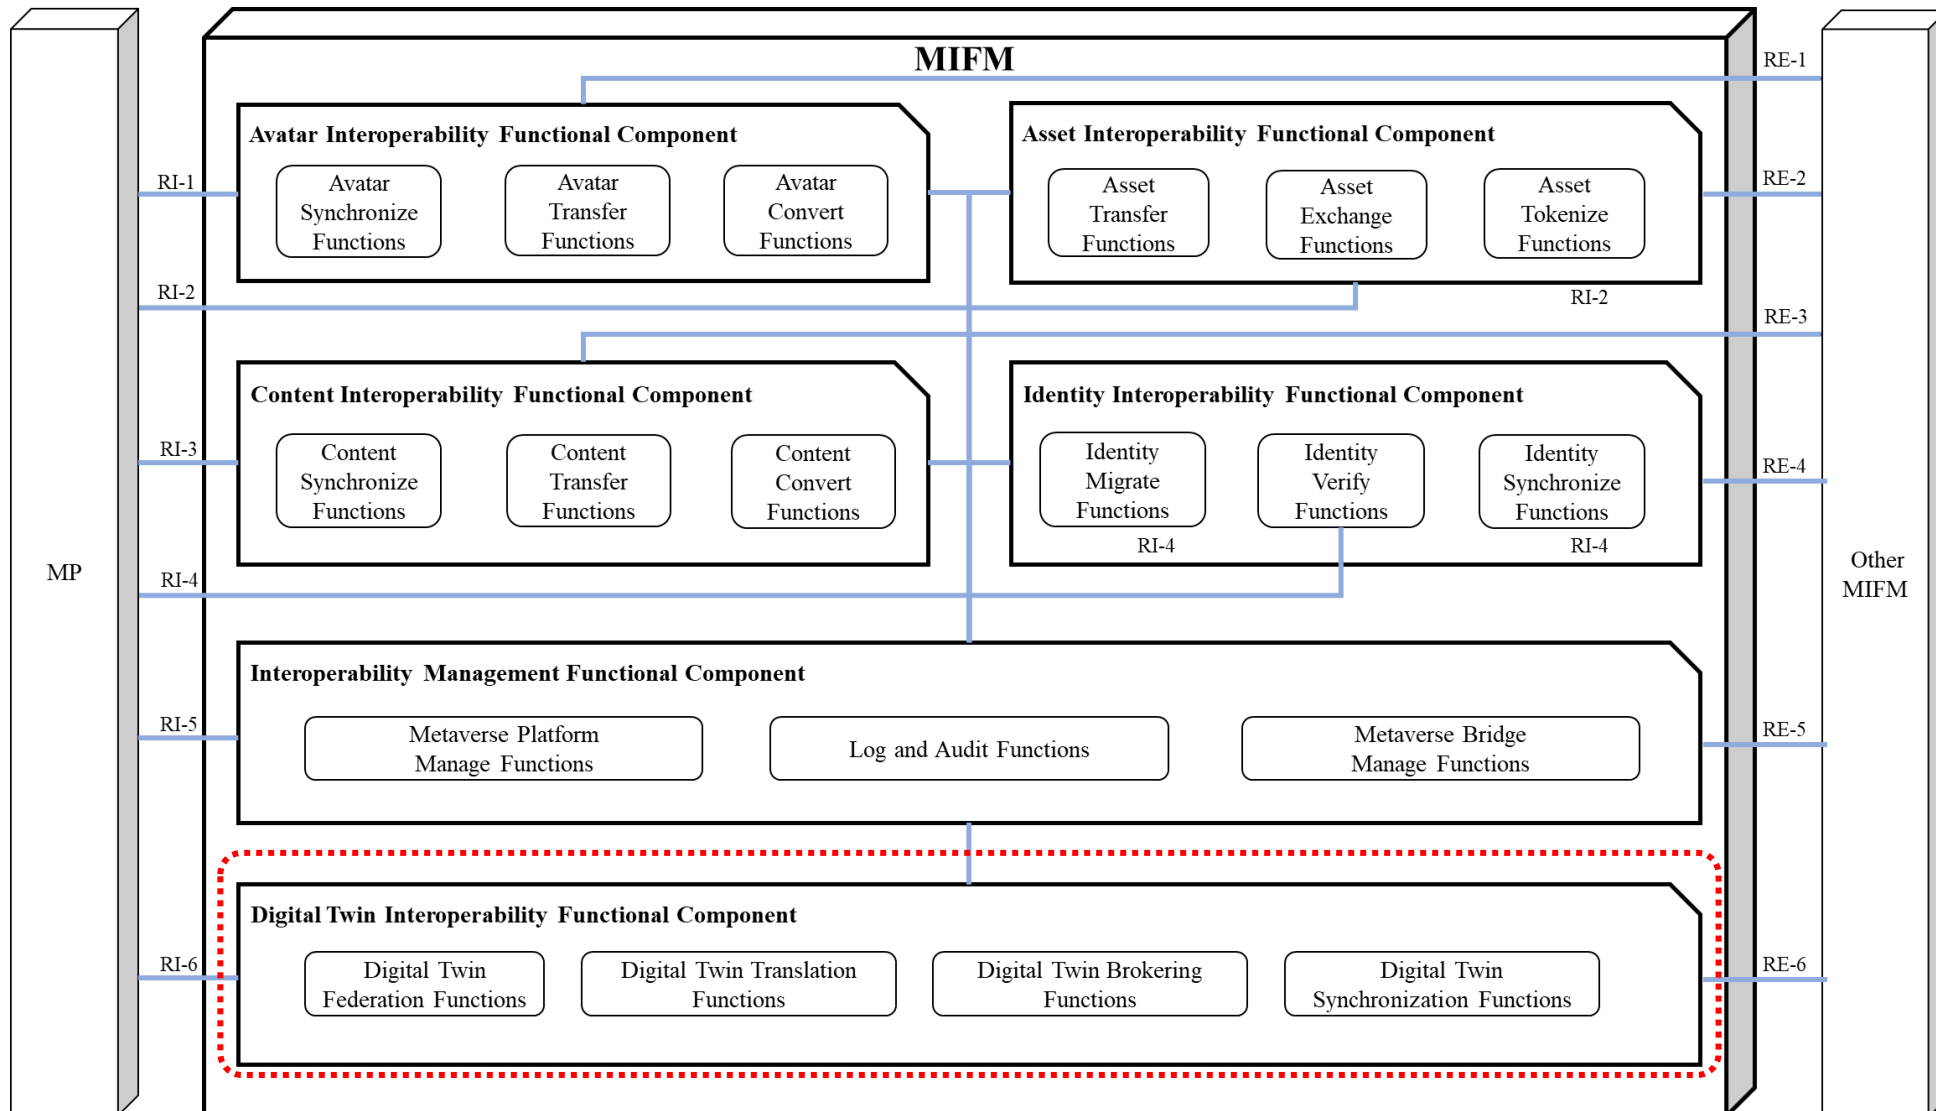 MIFM
RE-1
Avatar Interoperability Functional Component
Asset Interoperability Functional Component
RI-1
Avatar
Synchronize
Functions
Avatar
Transfer
Functions
Avatar
Convert
Functions
Asset
Transfer
Functions
Asset
Exchange
Functions
Asset
Tokenize
Functions
RE-2
RI-2
RI-2
RE-3
Content Interoperability Functional Component
Identity Interoperability Functional Component
RI-3
Content
Synchronize
Functions
Content
Transfer
Functions
Content
Convert
Functions
Identity
Migrate
Functions
Identity
Verify
Functions
Identity
Synchronize
Functions
RE-4
RI-4
RI-4
RI-4
MP
Other
MIFM
Interoperability Management Functional Component
RI-5
Metaverse Platform
Manage Functions
Log and Audit Functions
Metaverse Bridge
Manage Functions
RE-5
Digital Twin Interoperability Functional Component
RI-6
Digital Twin
Federation Functions
Digital Twin Translation
Functions
Digital Twin Brokering
Functions
Digital Twin
Synchronization Functions
RE-6